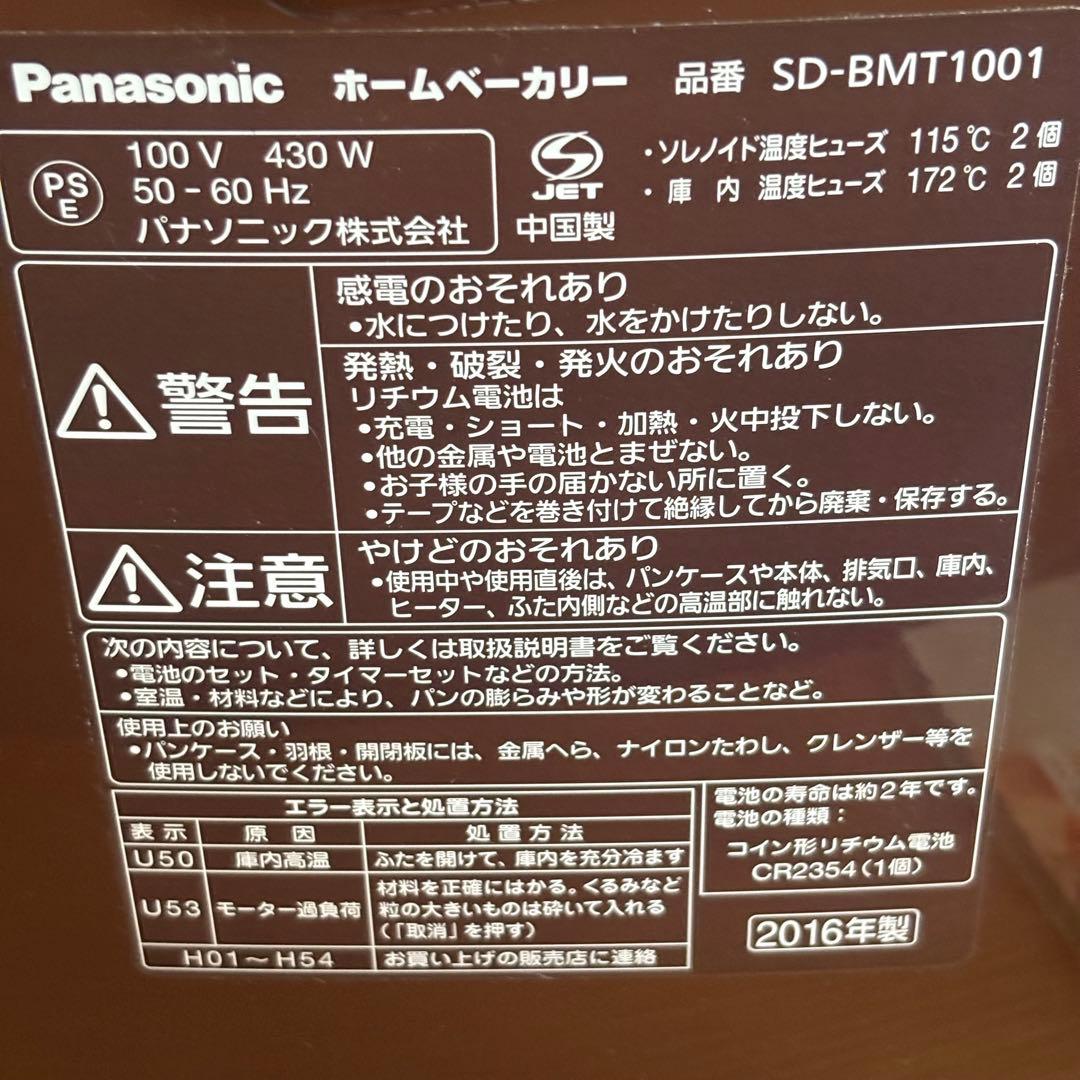 Panasonic ホームベーカリー 品番 SD-BMT1001
PSE
100V 430W
50-60Hz
パナソニック株式会社
JET
中国製
・ソレノイド温度ヒューズ 115℃ 2個
・庫内 温度ヒューズ 172℃ 2個
警告
感電のおそれあり
•水につけたり、水をかけたりしない。
発熱・破裂・発火のおそれあり
リチウム電池は
•充電・ショート・加熱・火中投下しない。
•他の金属や電池とまぜない。
•お子様の手の届かない所に置く。
•テープなどを巻き付けて絶縁してから廃棄・保存する。
注意
やけどのおそれあり
•使用中や使用直後は、パンケースや本体、排気口、庫内、
ヒーター、ふた内側などの高温部に触れない。
次の内容について、詳しくは取扱説明書をご覧ください。
•電池のセット・タイマーセットなどの方法。
•室温・材料などにより、パンの膨らみや形が変わることなど。
使用上のお願い
•パンケース・羽根・開閉板には、金属へら、ナイロンたわし、クレンザー等を
使用しないでください。
エラー表示と処置方法
表示 原因 処置方法
U50 庫内高温 ふたを開けて、庫内を充分冷ます
U53 モーター過負荷 材料を正確にはかる。くるみなど
粒の大きいものは砕いて入れる
(「取消」を押す)
H01~H54 お買い上げの販売店に連絡
電池の寿命は約2年です。
電池の種類:
コイン形リチウム電池
CR2354(1個)
2016年製